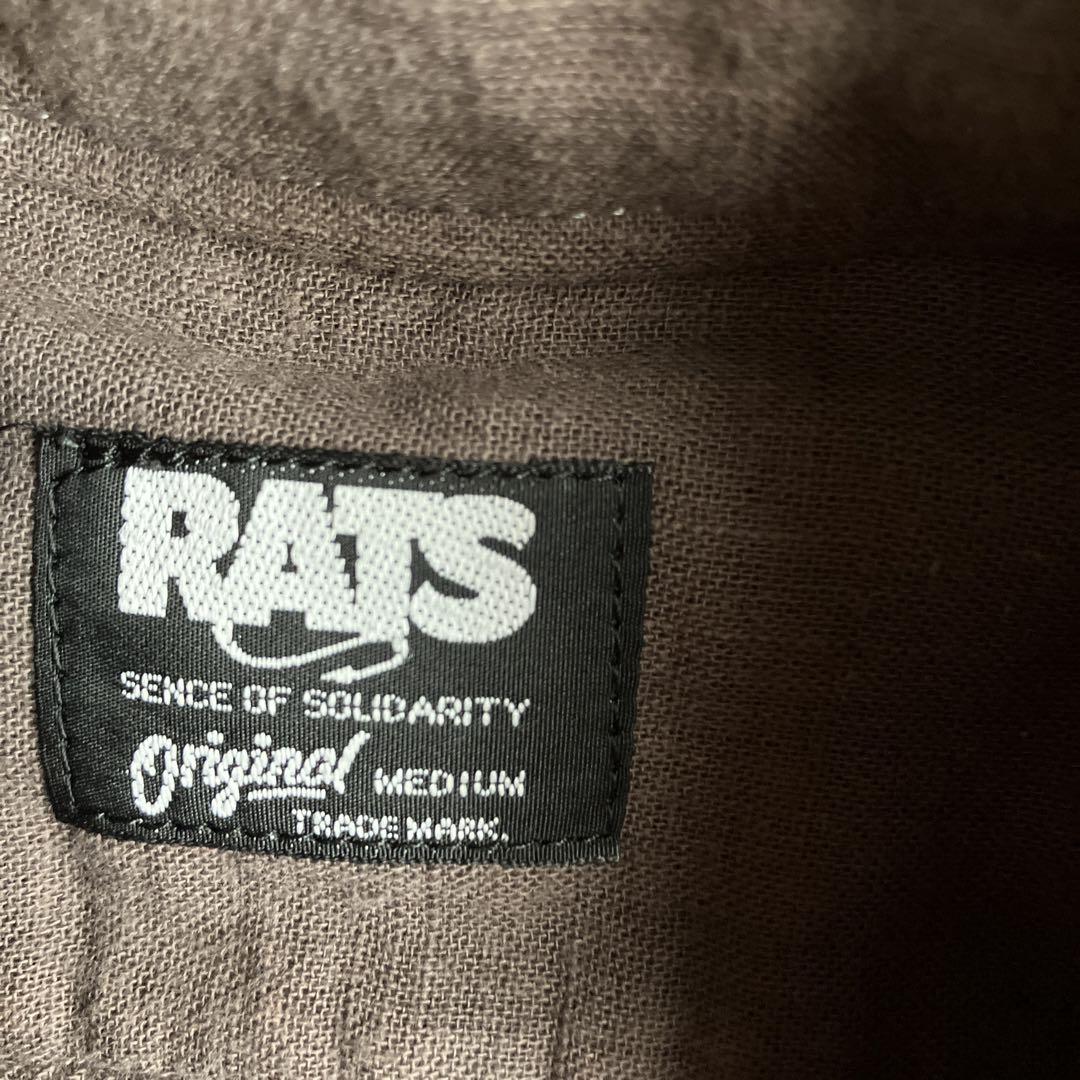 RATS
SENCE OF SOLIDARITY
Original MEDIUM
TRADE MARK.